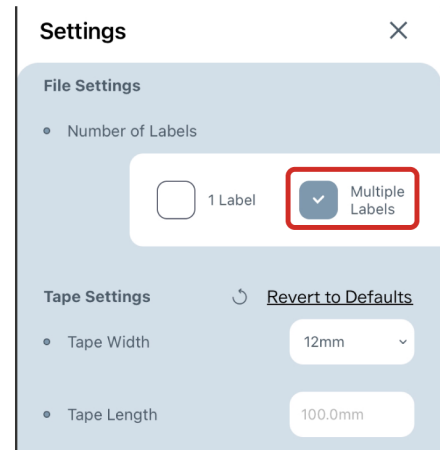 Settings
File Settings
Number of Labels
1 Label
Multiple
Labels
Tape Settings
Revert to Defaults
Tape Width
12mm
Tape Length
100.0mm